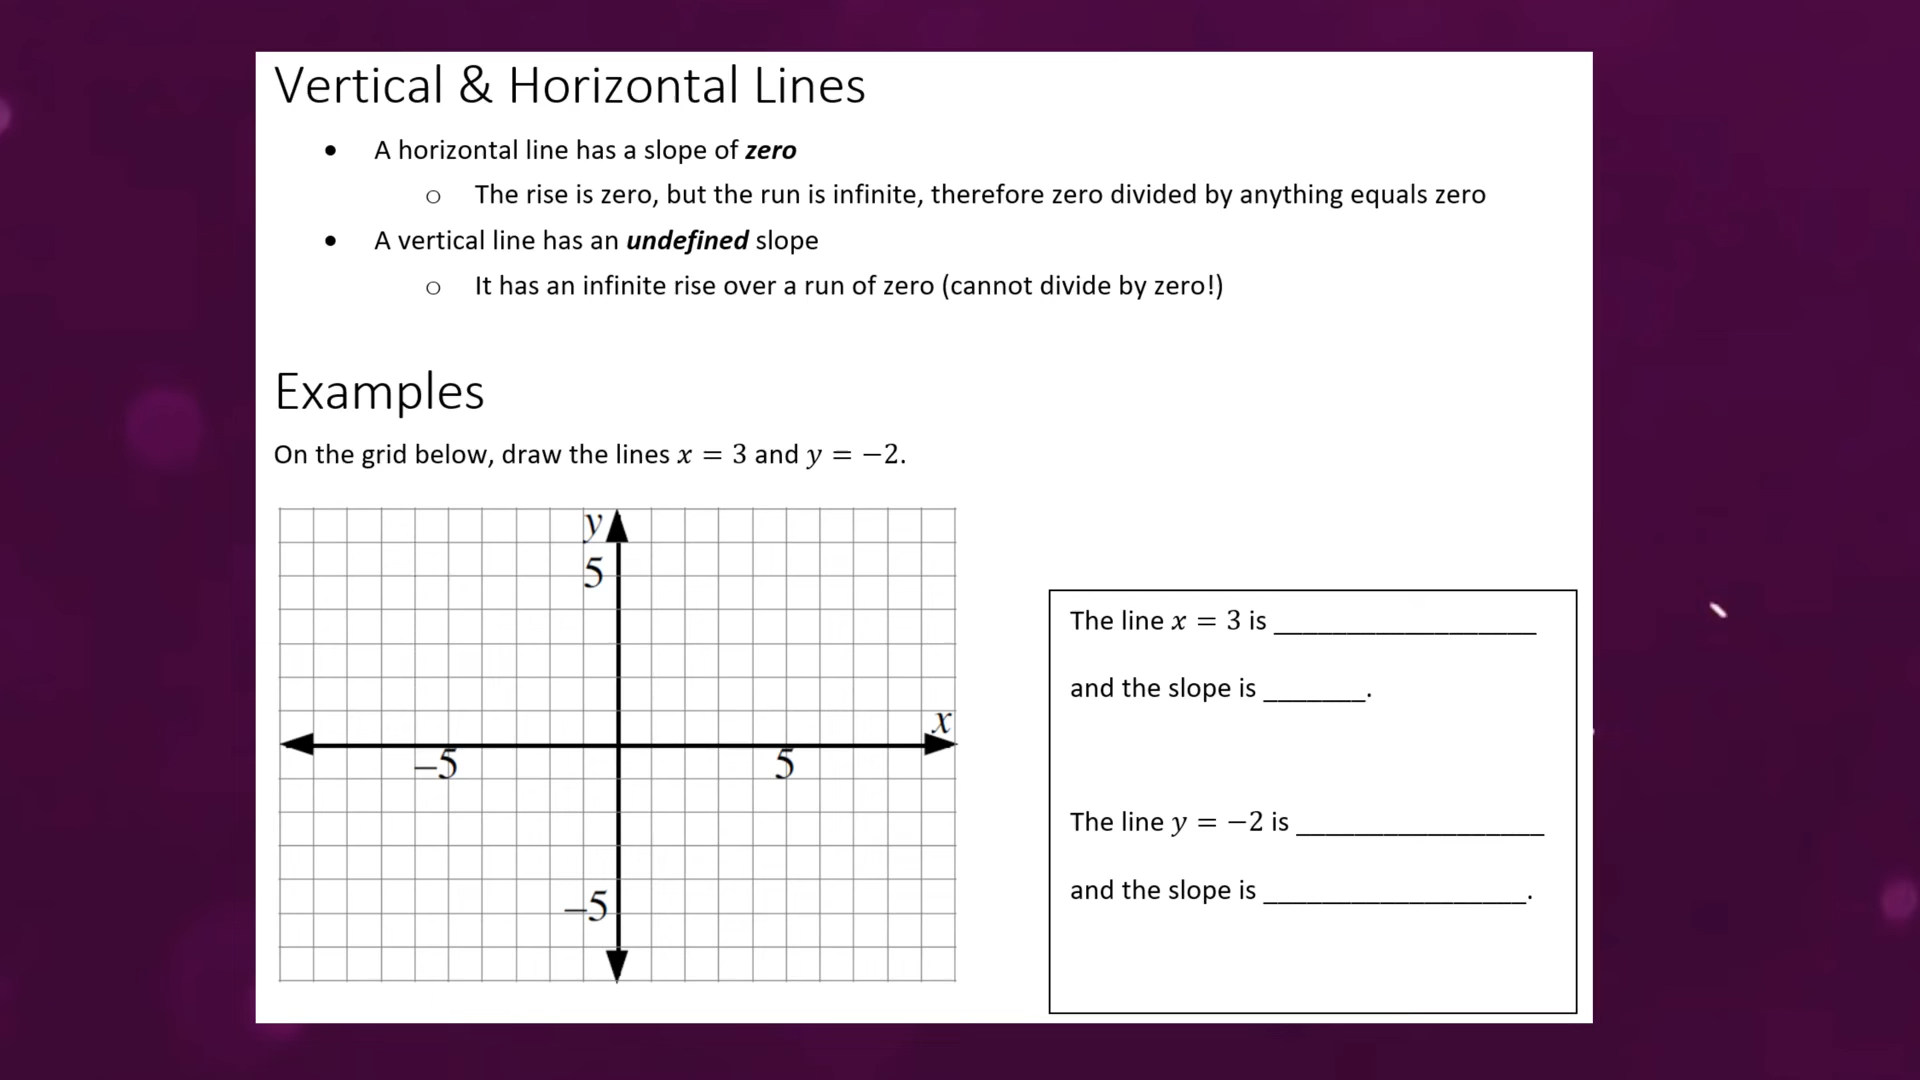 Vertical & Horizontal Lines
• A horizontal line has a slope of zero
○ The rise is zero, but the run is infinite, therefore zero divided by anything equals zero
• A vertical line has an undefined slope
○ It has an infinite rise over a run of zero (cannot divide by zero!)
Examples
On the grid below, draw the lines x = 3 and y = −2.
y
5
x
−5
5
−5
The line x = 3 is __________________
and the slope is _______.
The line y = −2 is _________________
and the slope is __________________.